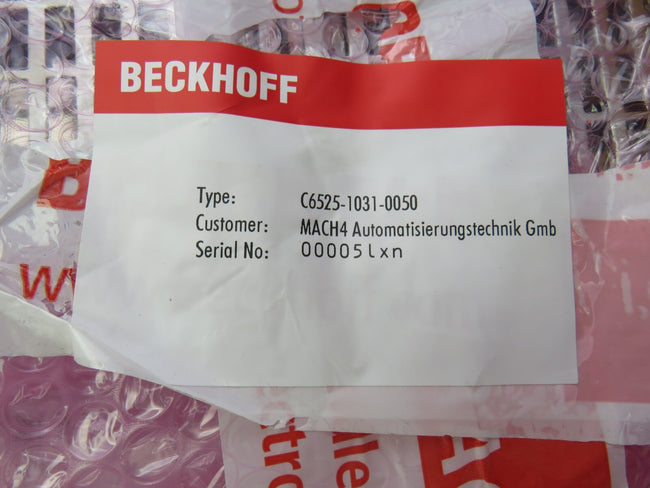 BECKHOFF
Type: C6525-1031-0050
Customer: MACH4 Automatisierungstechnik Gmb
Serial No: 00005lxn